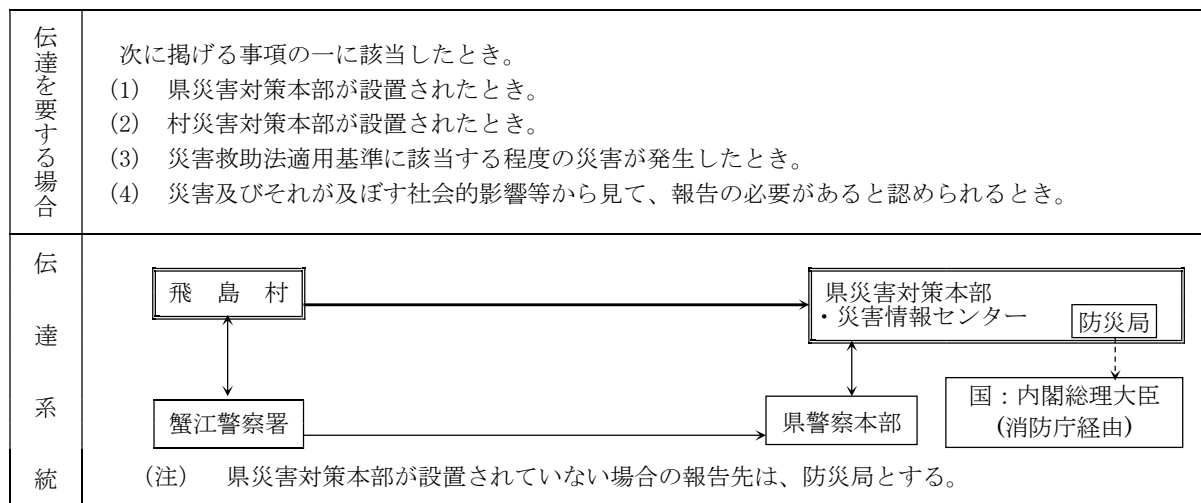 伝達を要する場合
次に掲げる事項の一に該当したとき。
(1) 県災害対策本部が設置されたとき。
(2) 村災害対策本部が設置されたとき。
(3) 災害救助法適用基準に該当する程度の災害が発生したとき。
(4) 災害及びそれが及ぼす社会的影響等から見て、報告の必要があると認められるとき。
伝達系統
飛 島 村
県災害対策本部
・災害情報センター
防災局
蟹江警察署
県警察本部
国：内閣総理大臣
(消防庁経由)
(注) 県災害対策本部が設置されていない場合の報告先は、防災局とする。